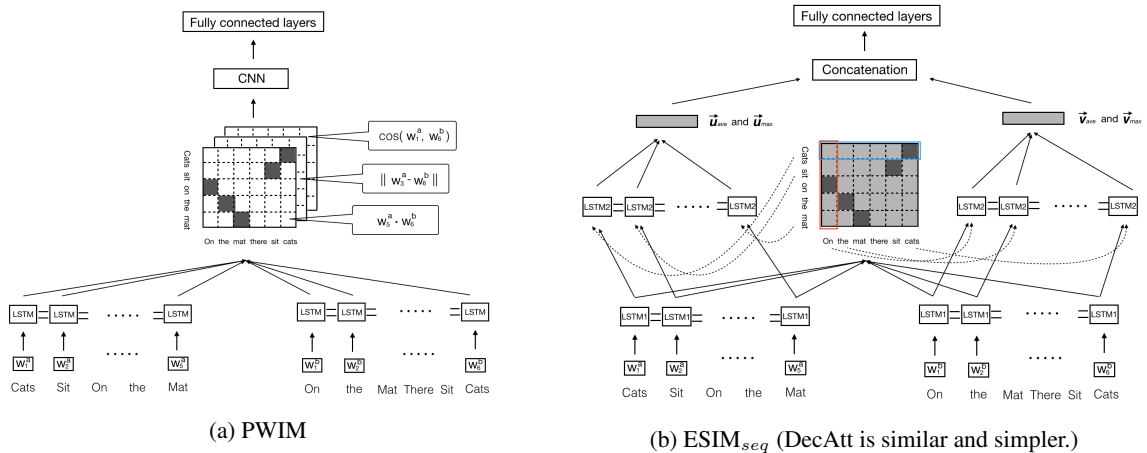 Fully connected layers
CNN
COS( w₁ᵃ, w₆ᵇ)
|| w₃ᵃ - w₆ᵇ ||
w₅ᵃ · w₆ᵇ
Cats sit on the mat
On the mat there sit cats
LSTM LSTM ····· LSTM LSTM LSTM ····· LSTM
w₁ᵃ w₂ᵃ ····· w₅ᵃ w₁ᵇ w₂ᵇ ····· w₆ᵇ
Cats Sit On the Mat On the Mat There Sit Cats
(a) PWIM
Fully connected layers
Concatenation
u⃗ave and u⃗max
v⃗ave and v⃗max
Cats sit on the mat
On the mat there sit cats
LSTM2 LSTM2 ····· LSTM2 LSTM2 LSTM2 ····· LSTM2
LSTM1 LSTM1 ····· LSTM1 LSTM1 LSTM1 ····· LSTM1
w₁ᵃ w₂ᵃ ····· w₅ᵃ w₁ᵇ w₂ᵇ ····· w₆ᵇ
Cats Sit On the Mat On the Mat There Sit Cats
(b) ESIMseq (DecAtt is similar and simpler.)